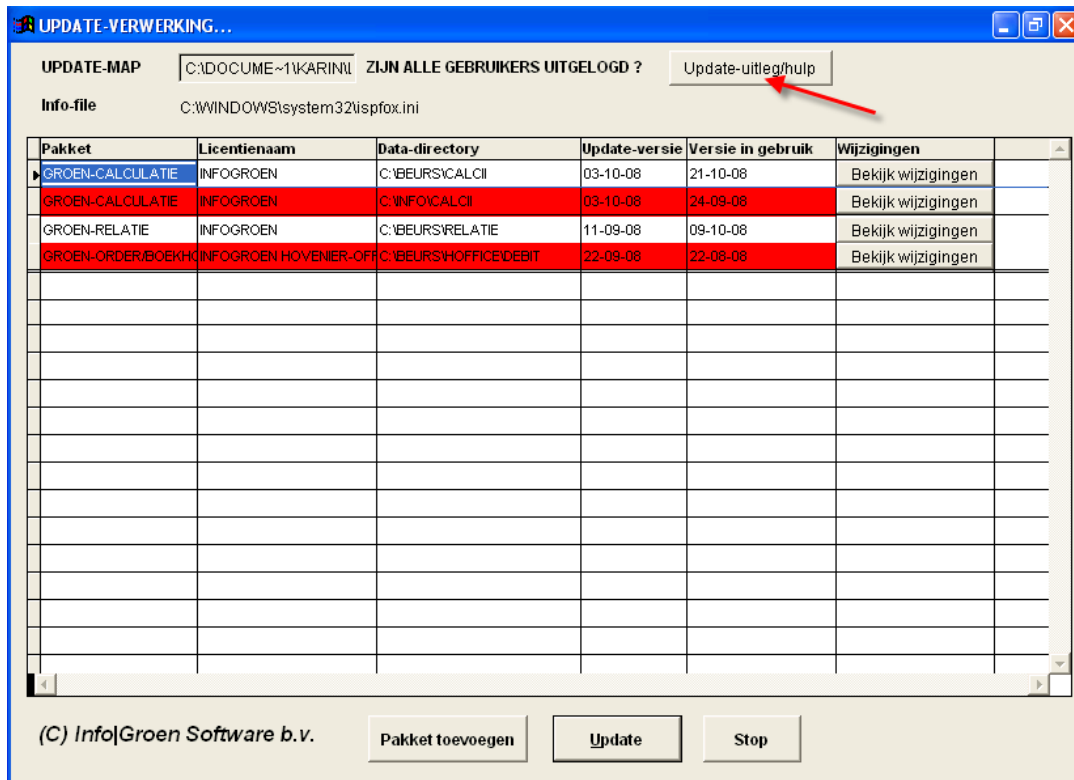 UPDATE-VERWERKING...
UPDATE-MAP C:\DOCUME~1\KARIN\L ZIJN ALLE GEBRUIKERS UITGELOGD ? Update-uitleg/hulp
Info-file C:\WINDOWS\system32\ispfox.ini
Pakket Licentienaam Data-directory Update-versie Versie in gebruik Wijzigingen
GROEN-CALCULATIE INFOGROEN C:\BEURS\CALCII 03-10-08 21-10-08 Bekijk wijzigingen
GROEN-CALCULATIE INFOGROEN C:\INFO\CALCII 03-10-08 24-09-08 Bekijk wijzigingen
GROEN-RELATIE INFOGROEN C:\BEURS\RELATIE 11-09-08 09-10-08 Bekijk wijzigingen
GROEN-ORDER/BOEKHO INFOGROEN HOVENIER-OFF C:\BEURS\HOFFICE\DEBIT 22-09-08 22-08-08 Bekijk wijzigingen
(C) Info|Groen Software b.v. Pakket toevoegen Update Stop